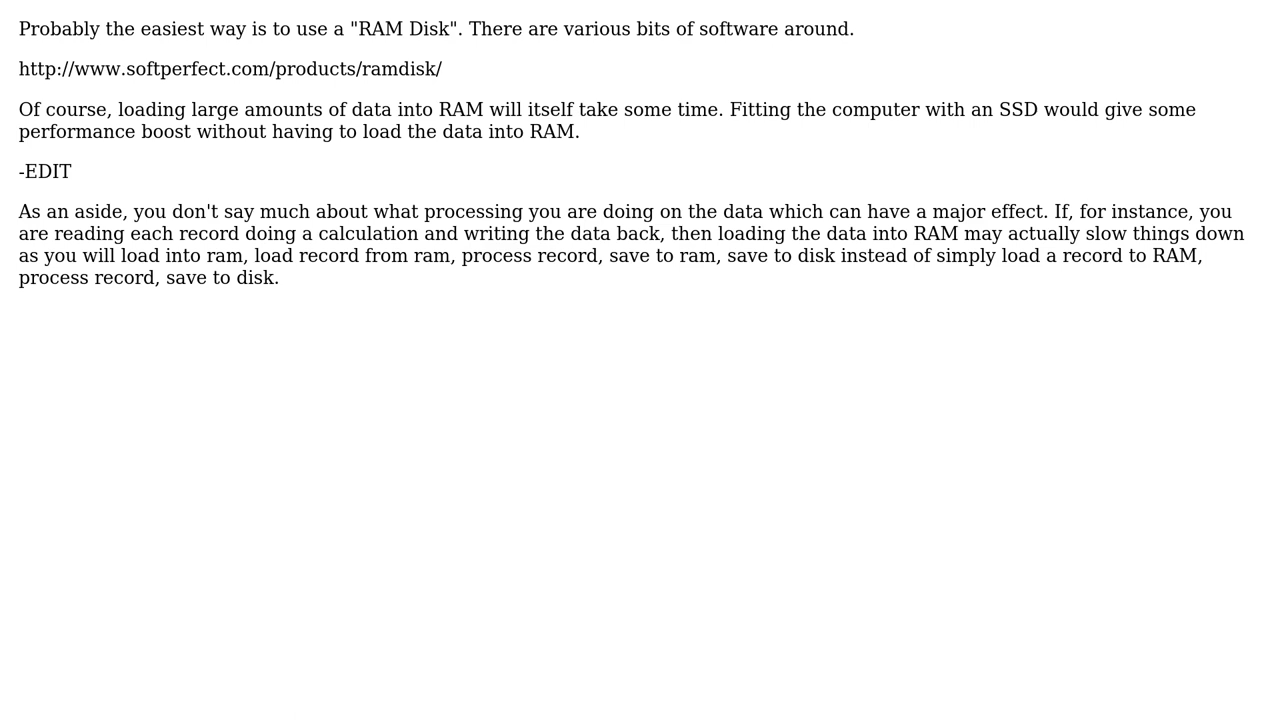 Probably the easiest way is to use a "RAM Disk". There are various bits of software around.
http://www.softperfect.com/products/ramdisk/
Of course, loading large amounts of data into RAM will itself take some time. Fitting the computer with an SSD would give some
performance boost without having to load the data into RAM.
-EDIT
As an aside, you don't say much about what processing you are doing on the data which can have a major effect. If, for instance, you
are reading each record doing a calculation and writing the data back, then loading the data into RAM may actually slow things down
as you will load into ram, load record from ram, process record, save to ram, save to disk instead of simply load a record to RAM,
process record, save to disk.